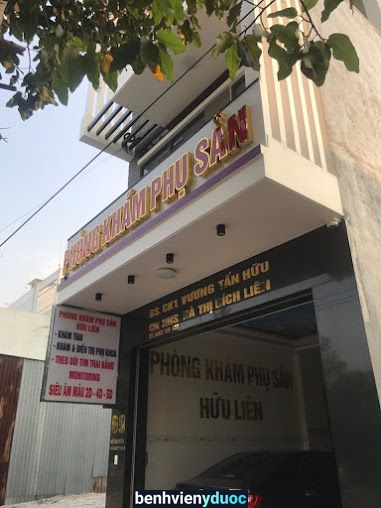 PHÒNG KHÁM PHỤ SẢN
BS. CK1. VƯƠNG TẤN HỮU
CN. NHS. HÀ THỊ BÍCH LIÊN
PHÒNG KHÁM PHỤ SẢN
HỮU LIÊN
- KHÁM THAI
- KHÁM & ĐIỀU TRỊ PHỤ KHOA
- THEO DÕI TIM THAI BẰNG
MONITORING
SIÊU ÂM MÀU 2D - 4D - 5D
PHÒNG KHÁM PHỤ SẢN
HỮU LIÊN
benhvienyduoc